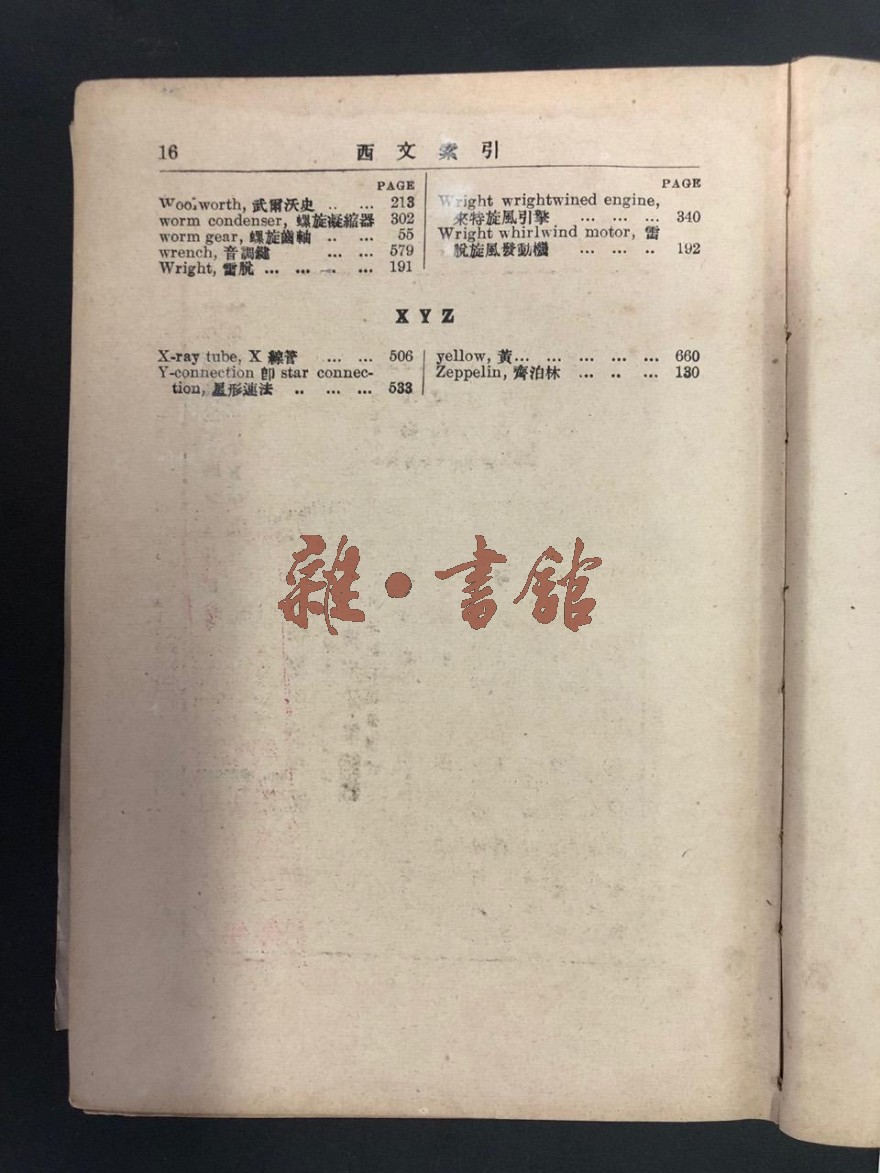 16
西文索引
PAGE
Woolworth, 武爾沃史 .. ... 213
worm condenser, 螺旋凝縮器 302
worm gear, 螺旋齒軸 .. ... 55
wrench, 音調鍵 ... ... 579
Wright, 雷脫 ... ... ... ... 191
PAGE
Wright wrightwined engine,
來特旋風引擎 ... ... ... 340
Wright whirlwind motor, 雷
脫旋風發動機 ... ... .. 192
X Y Z
X-ray tube, X 線管 ... ... 506
Y-connection 卽 star connec-
tion, 星形連法 .. ... ... 533
yellow, 黃... ... ... ... ... 660
Zeppelin, 齊泊林 ... .. ... 130
雜·書館